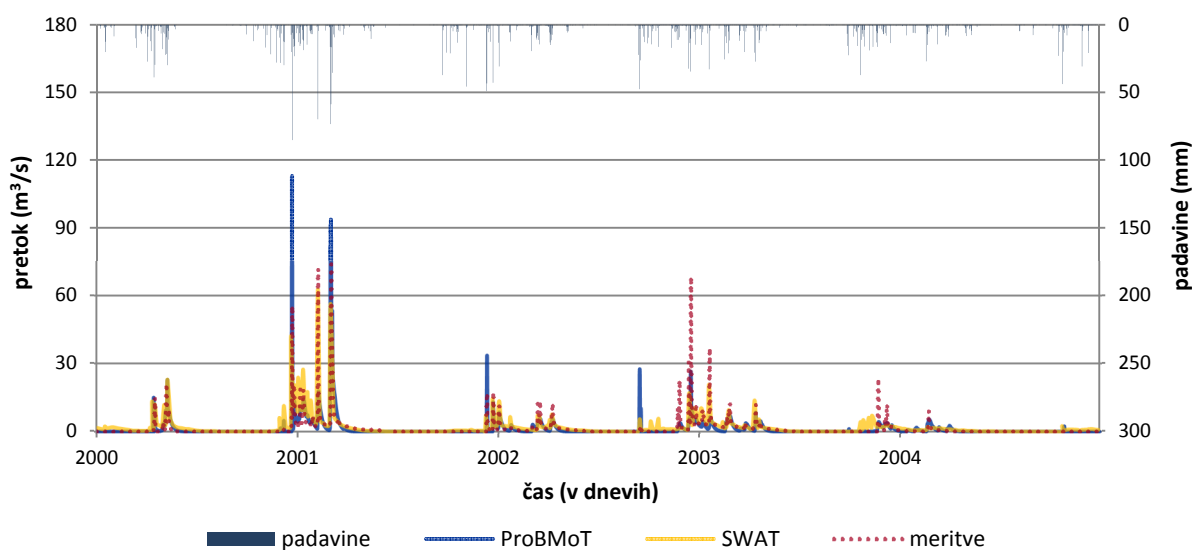 180
150
120
90
60
30
0
pretok (m³/s)
0
50
100
150
200
250
300
padavine (mm)
2000
2001
2002
2003
2004
čas (v dnevih)
padavine
ProBMoT
SWAT
meritve